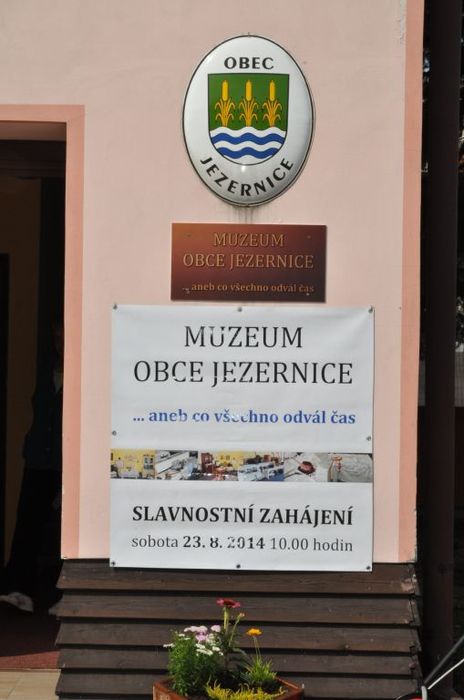 OBEC
JEZERNICE
MUZEUM
OBCE JEZERNICE
...aneb co všechno odvál čas
MUZEUM
OBCE JEZERNICE
... aneb co všechno odvál čas
SLAVNOSTNÍ ZAHÁJENÍ
sobota 23. 8. 2014 10.00 hodin